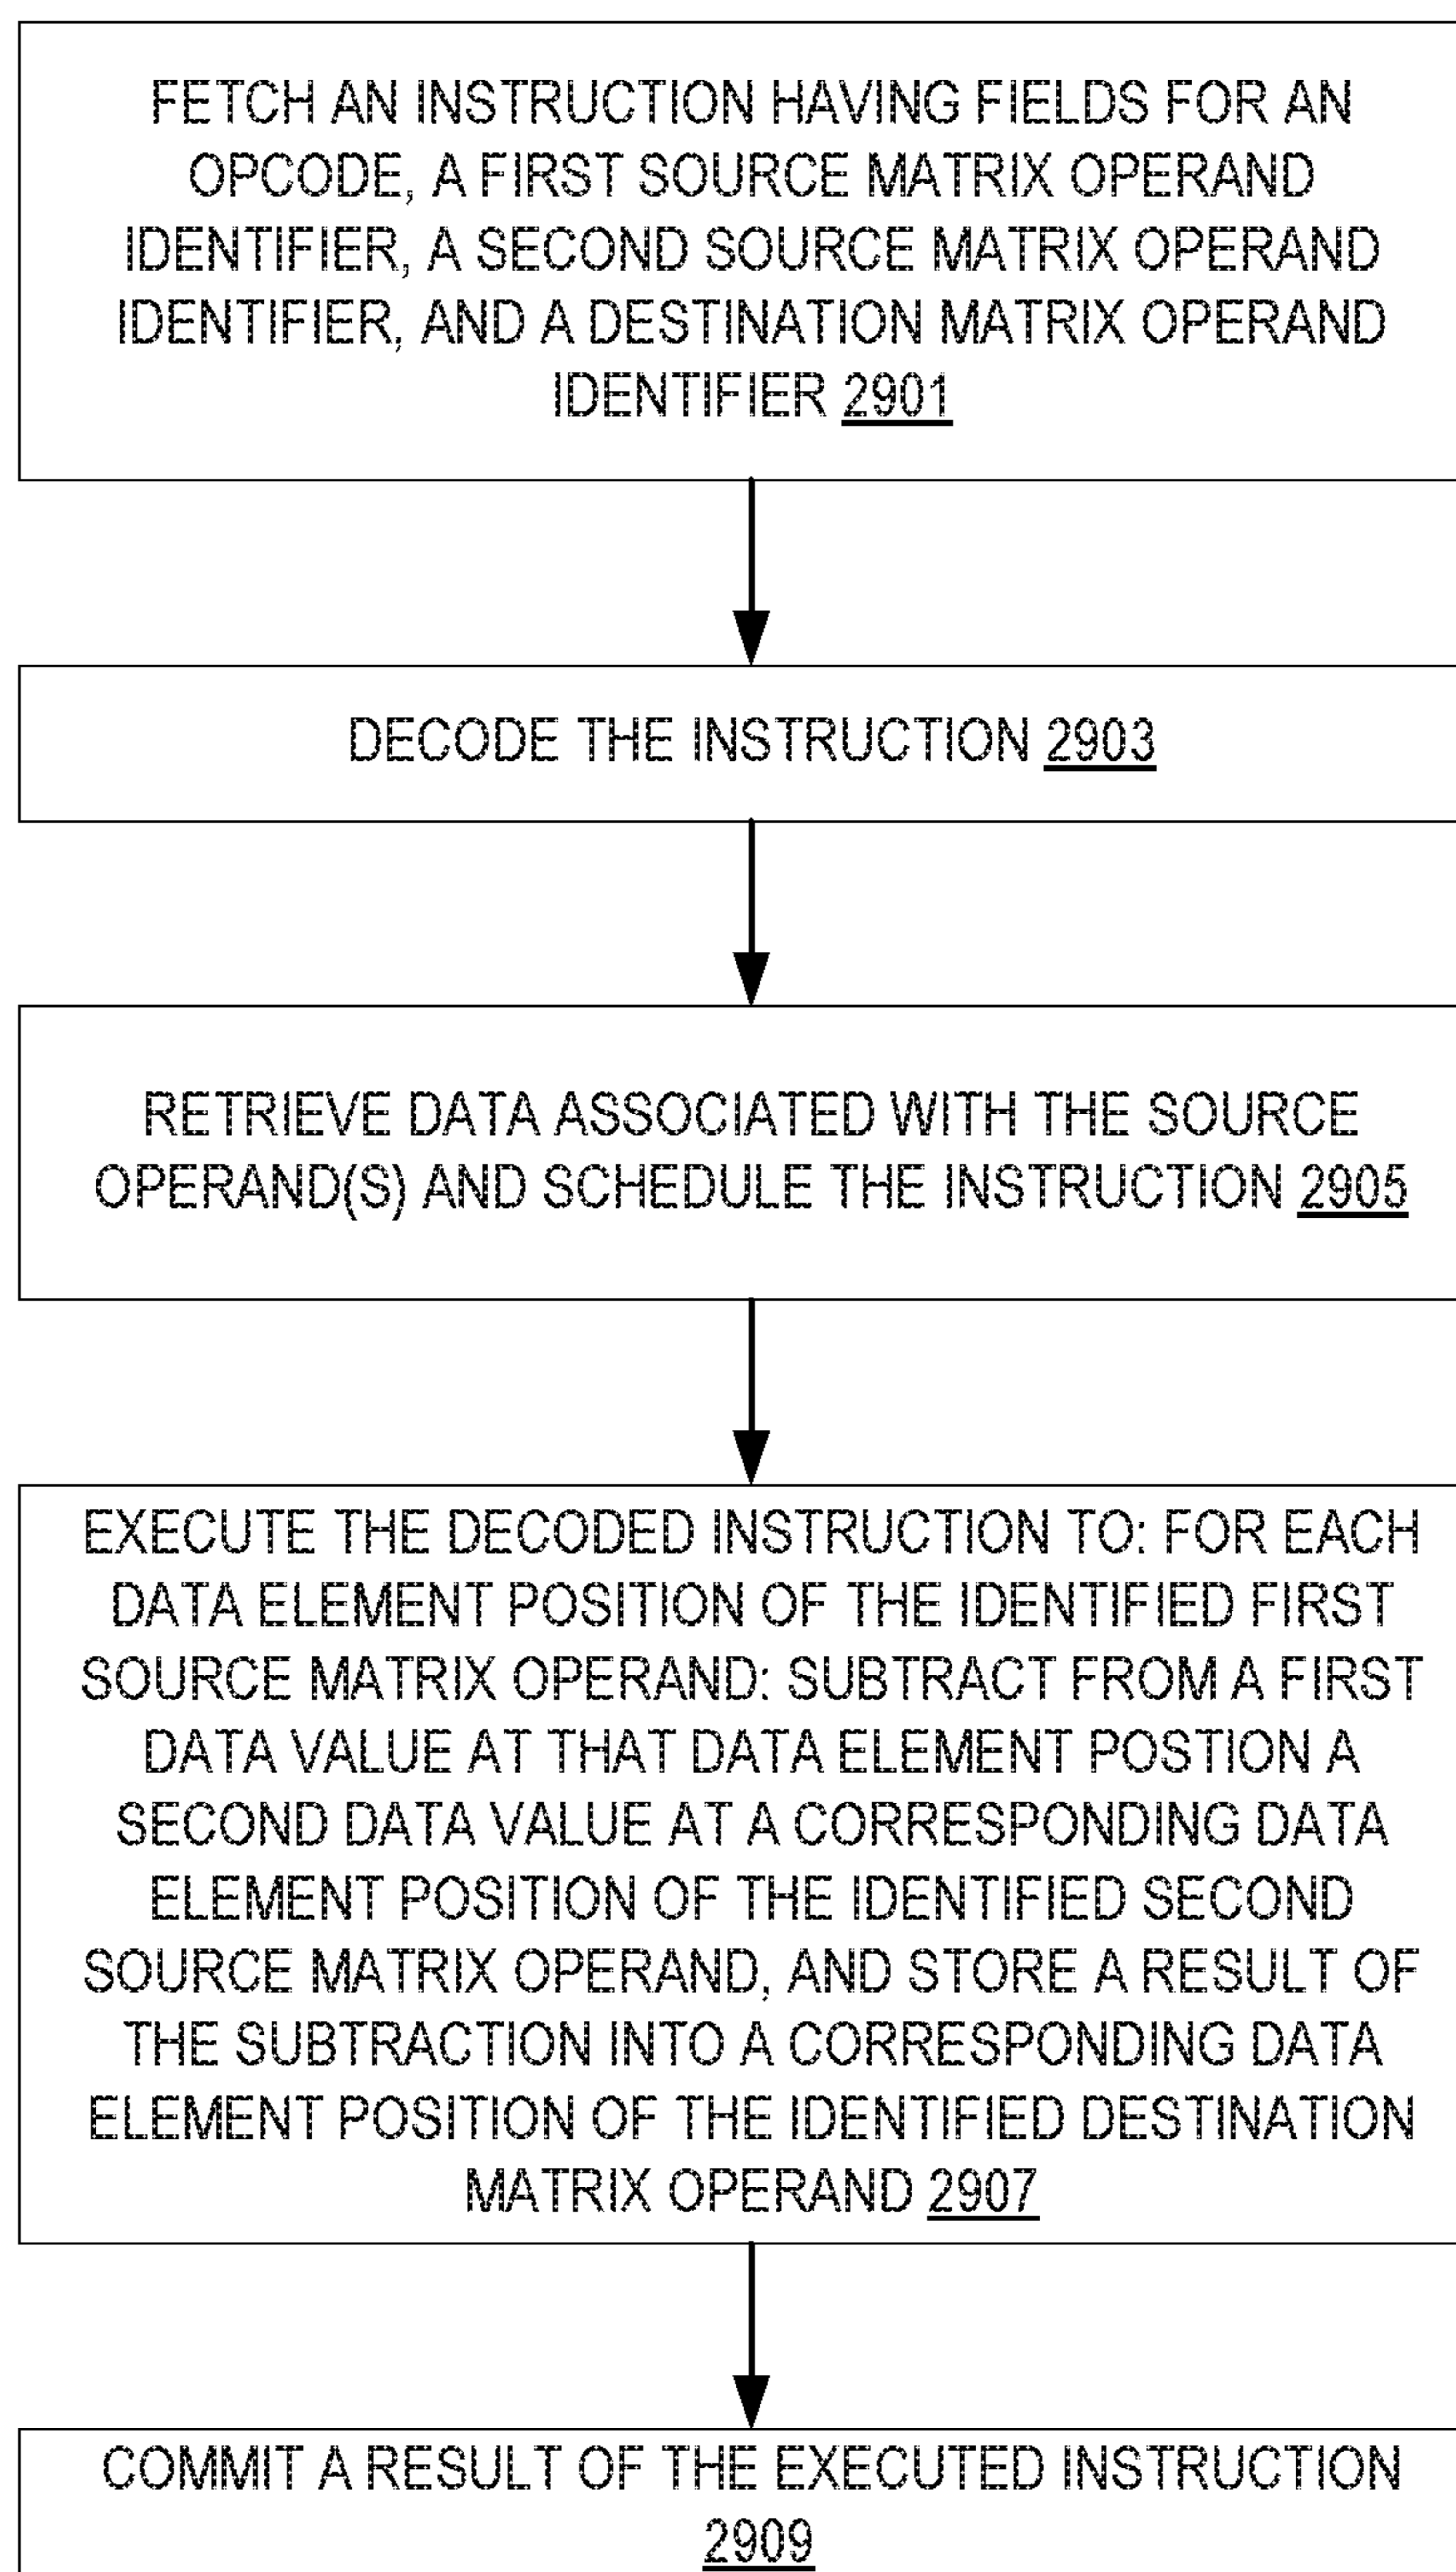 FETCH AN INSTRUCTION HAVING FIELDS FOR AN
OPCODE, A FIRST SOURCE MATRIX OPERAND
IDENTIFIER, A SECOND SOURCE MATRIX OPERAND
IDENTIFIER, AND A DESTINATION MATRIX OPERAND
IDENTIFIER 2901
DECODE THE INSTRUCTION 2903
RETRIEVE DATA ASSOCIATED WITH THE SOURCE
OPERAND(S) AND SCHEDULE THE INSTRUCTION 2905
EXECUTE THE DECODED INSTRUCTION TO: FOR EACH
DATA ELEMENT POSITION OF THE IDENTIFIED FIRST
SOURCE MATRIX OPERAND: SUBTRACT FROM A FIRST
DATA VALUE AT THAT DATA ELEMENT POSTION A
SECOND DATA VALUE AT A CORRESPONDING DATA
ELEMENT POSITION OF THE IDENTIFIED SECOND
SOURCE MATRIX OPERAND, AND STORE A RESULT OF
THE SUBTRACTION INTO A CORRESPONDING DATA
ELEMENT POSITION OF THE IDENTIFIED DESTINATION
MATRIX OPERAND 2907
COMMIT A RESULT OF THE EXECUTED INSTRUCTION
2909